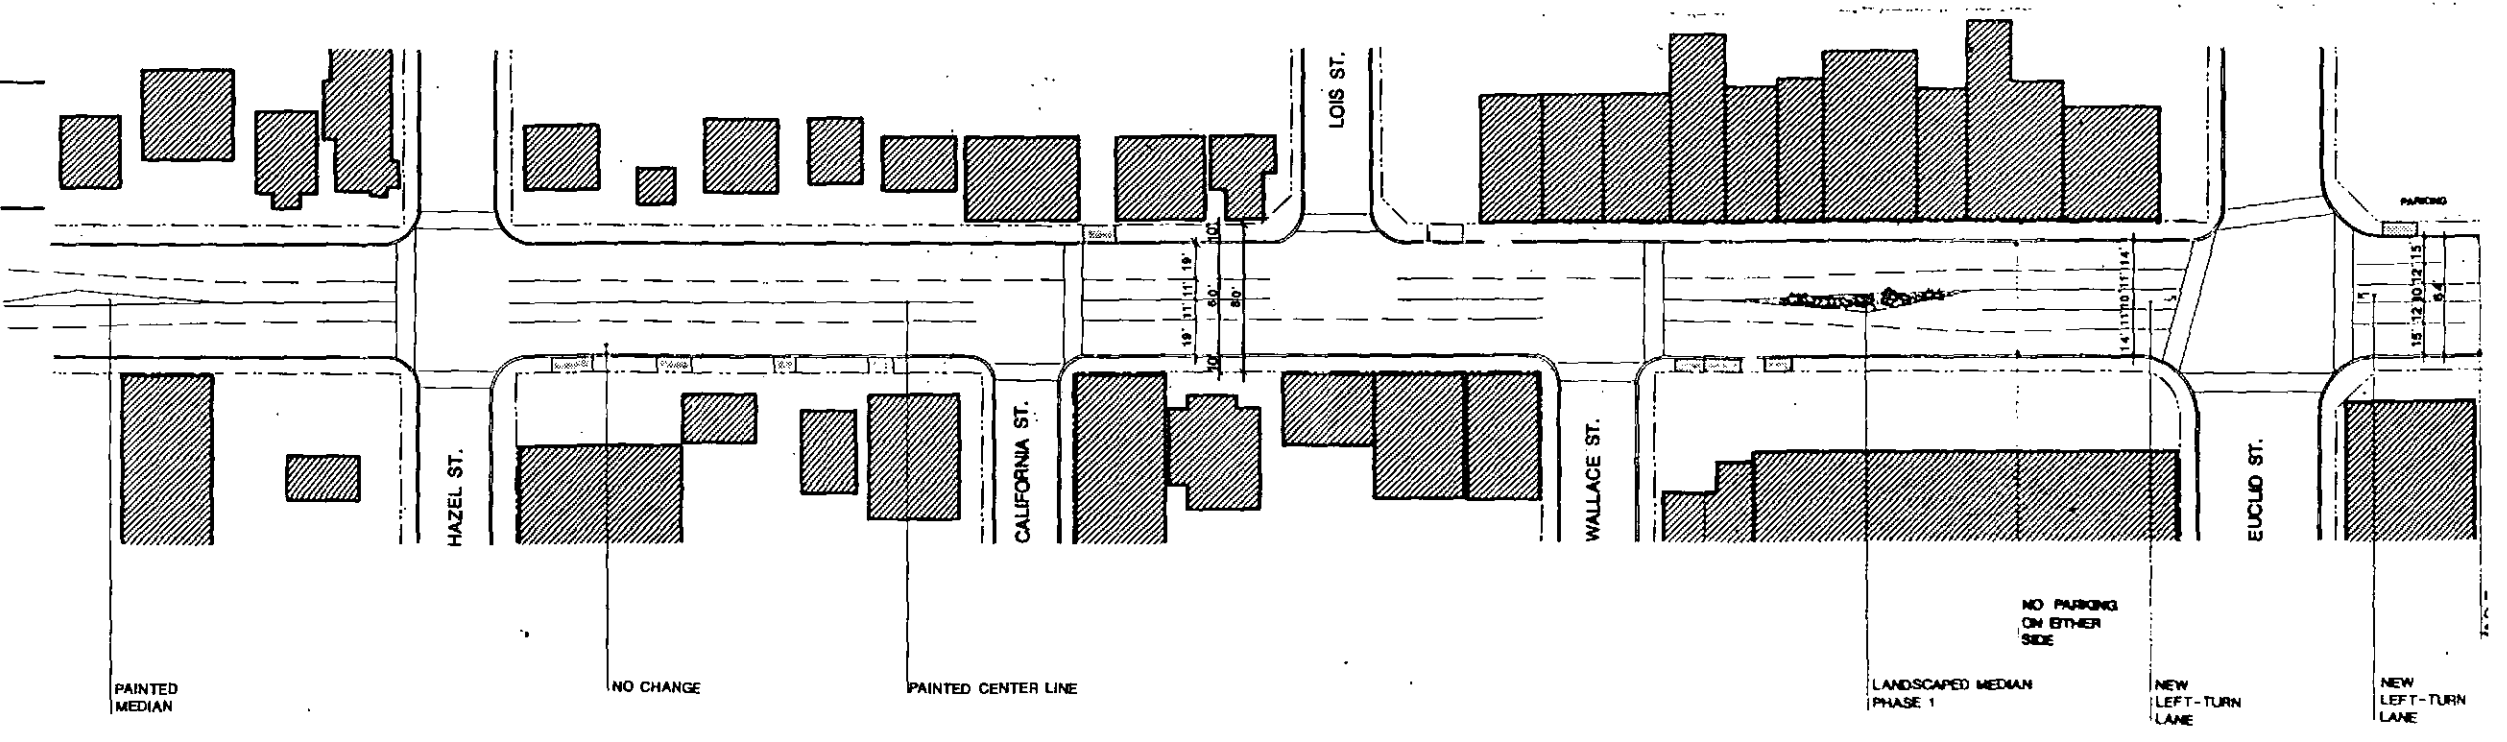 LOIS ST.
PARKING
10'
19'
11'
11'
19'
10'
60'
80'
14'
11'
10'
11'
14'
15'
12'
10'
12'
15'
64'
HAZEL ST.
CALIFORNIA ST.
WALLACE ST.
EUCLID ST.
NO PARKING
ON EITHER
SIDE
PAINTED
MEDIAN
NO CHANGE
PAINTED CENTER LINE
LANDSCAPED MEDIAN
PHASE 1
NEW
LEFT-TURN
LANE
NEW
LEFT-TURN
LANE